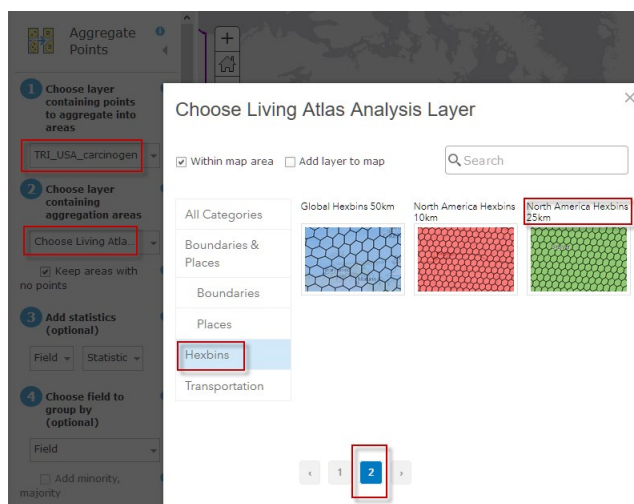 Aggregate
Points
1 Choose layer
containing points
to aggregate into
areas
TRI_USA_carcinogen
2 Choose layer
containing
aggregation areas
Choose Living Atla...
Keep areas with
no points
3 Add statistics
(optional)
Field Statistic
4 Choose field to
group by
(optional)
Field
Add minority,
majority
Choose Living Atlas Analysis Layer
Within map area Add layer to map Search
All Categories
Boundaries &
Places
Boundaries
Places
Hexbins
Transportation
Global Hexbins 50km
North America Hexbins
10km
North America Hexbins
25km
‹ 1 2 ›